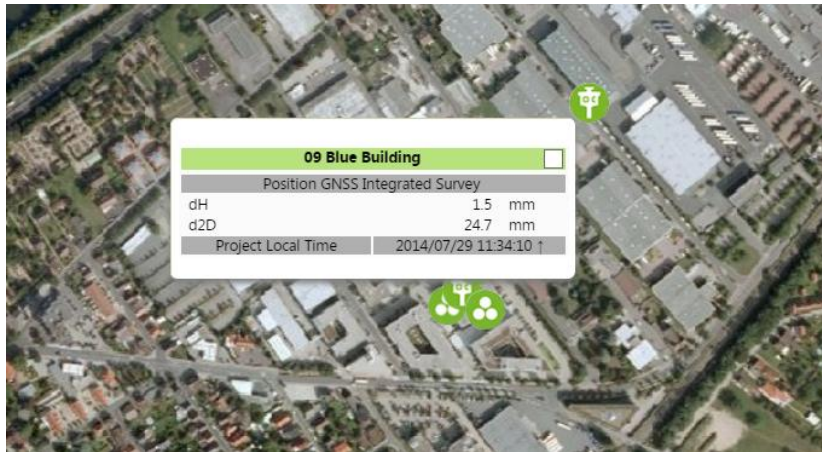 09 Blue Building
Position GNSS Integrated Survey
dH 1.5 mm
d2D 24.7 mm
Project Local Time 2014/07/29 11:34:10 ↑